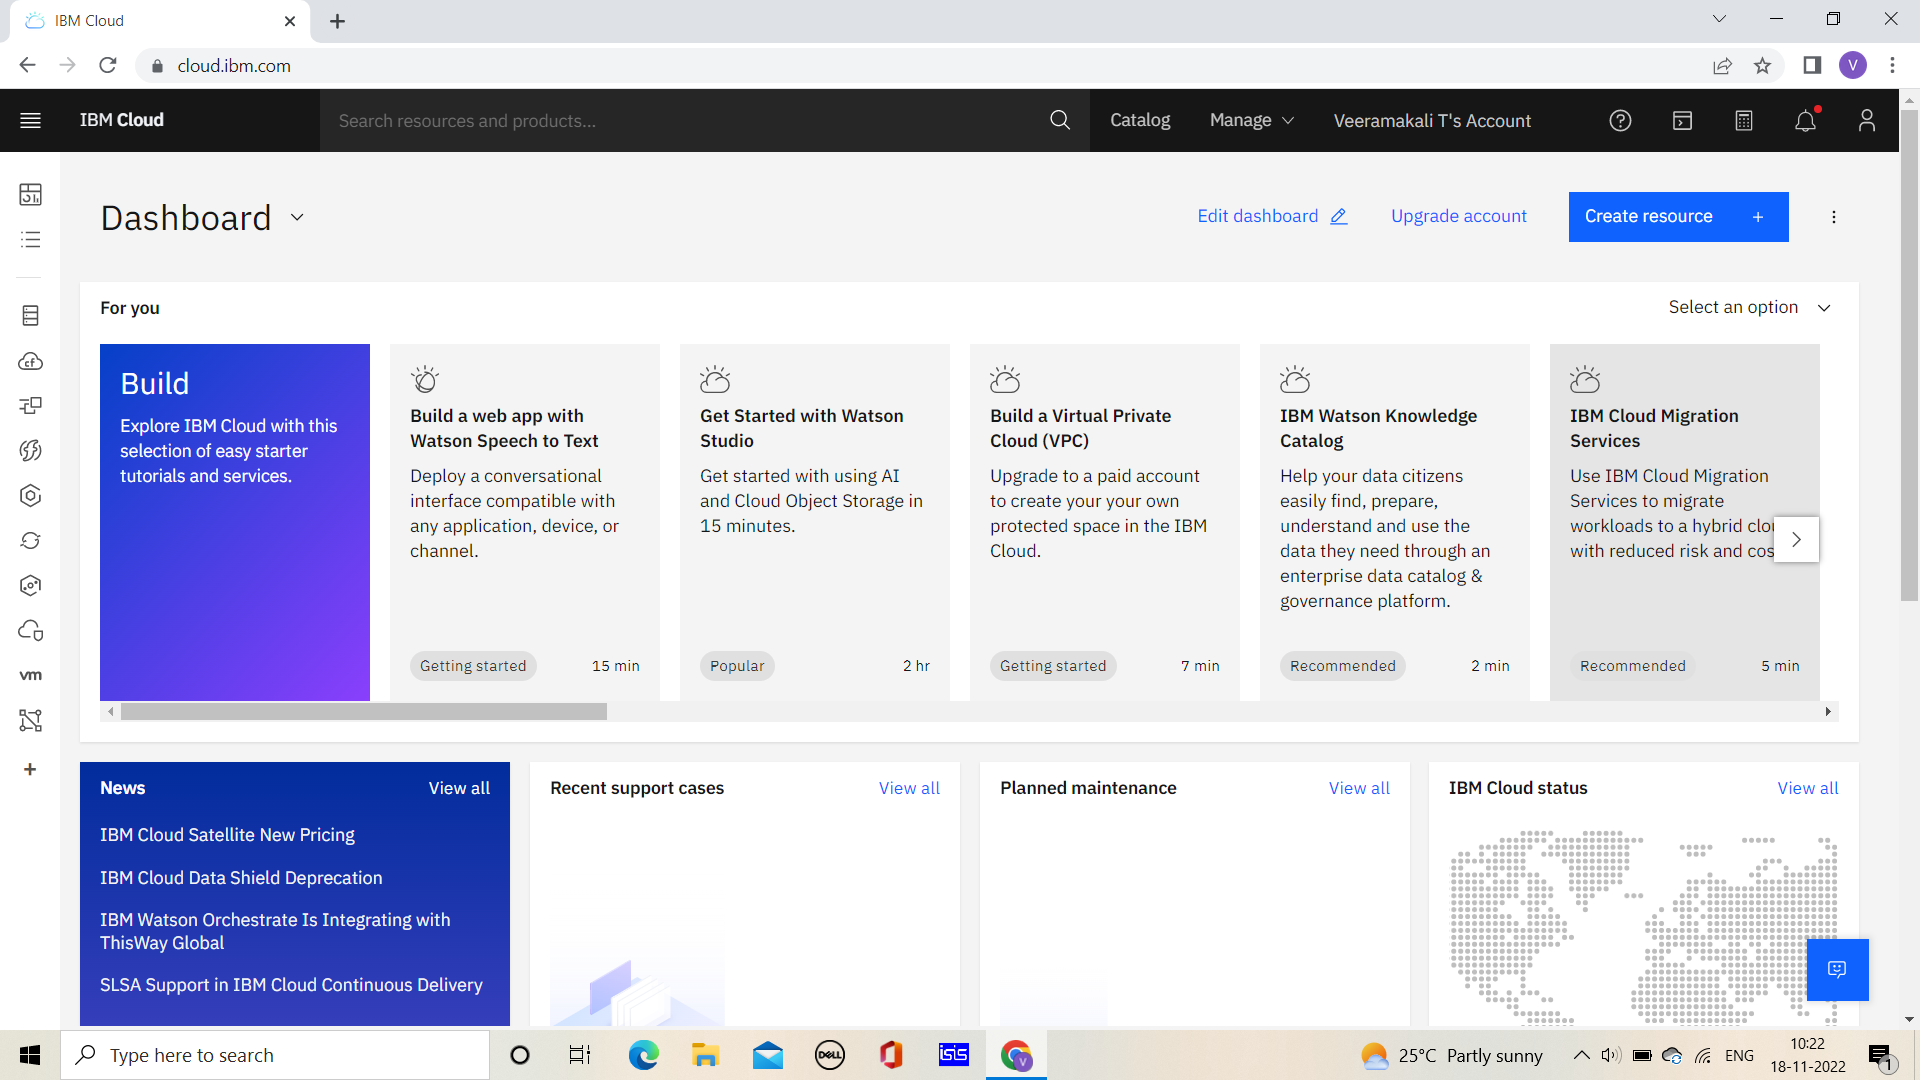 IBM Cloud
cloud.ibm.com
V
IBM Cloud
Search resources and products...
Catalog
Manage
Veeramakali T's Account
Dashboard
Edit dashboard
Upgrade account
Create resource +
For you
Select an option
Build
Explore IBM Cloud with this
selection of easy starter
tutorials and services.
Build a web app with
Watson Speech to Text
Deploy a conversational
interface compatible with
any application, device, or
channel.
Getting started
15 min
Get Started with Watson
Studio
Get started with using AI
and Cloud Object Storage in
15 minutes.
Popular
2 hr
Build a Virtual Private
Cloud (VPC)
Upgrade to a paid account
to create your your own
protected space in the IBM
Cloud.
Getting started
7 min
IBM Watson Knowledge
Catalog
Help your data citizens
easily find, prepare,
understand and use the
data they need through an
enterprise data catalog &
governance platform.
Recommended
2 min
IBM Cloud Migration
Services
Use IBM Cloud Migration
Services to migrate
workloads to a hybrid clou
with reduced risk and cos
Recommended
5 min
cf
vm
News
View all
IBM Cloud Satellite New Pricing
IBM Cloud Data Shield Deprecation
IBM Watson Orchestrate Is Integrating with
ThisWay Global
SLSA Support in IBM Cloud Continuous Delivery
Recent support cases
View all
Planned maintenance
View all
IBM Cloud status
View all
Type here to search
DELL
isis
V
25°C Partly sunny
ENG
10:22
18-11-2022
1